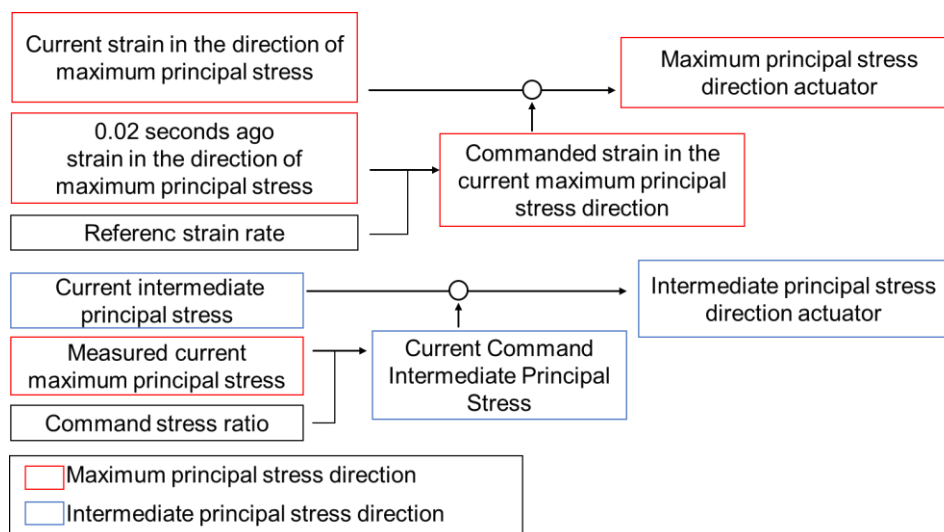 Current strain in the direction of
maximum principal stress
Maximum principal stress
direction actuator
0.02 seconds ago
strain in the direction of
maximum principal stress
Commanded strain in the
current maximum principal
stress direction
Referenc strain rate
Current intermediate
principal stress
Intermediate principal stress
direction actuator
Measured current
maximum principal stress
Current Command
Intermediate Principal
Stress
Command stress ratio
Maximum principal stress direction
Intermediate principal stress direction